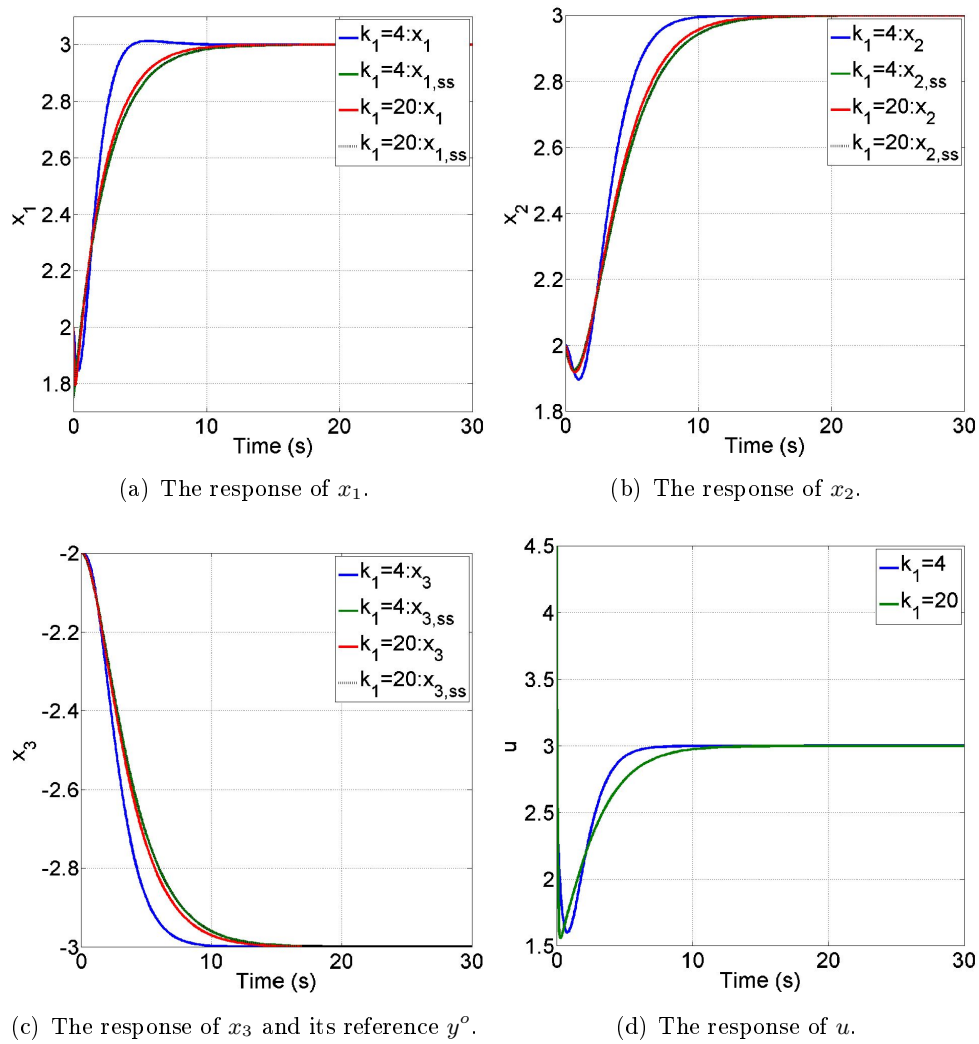 3
2.8
2.6
2.4
2.2
2
1.8
x₁
0 10 20 30
Time (s)
k₁=4:x₁
k₁=4:x₁,ss
k₁=20:x₁
k₁=20:x₁,ss
(a) The response of x₁.
3
2.8
2.6
2.4
2.2
2
1.8
x₂
0 10 20 30
Time (s)
k₁=4:x₂
k₁=4:x₂,ss
k₁=20:x₂
k₁=20:x₂,ss
(b) The response of x₂.
-2
-2.2
-2.4
-2.6
-2.8
-3
x₃
0 10 20 30
Time (s)
k₁=4:x₃
k₁=4:x₃,ss
k₁=20:x₃
k₁=20:x₃,ss
(c) The response of x₃ and its reference yᵒ.
4.5
4
3.5
3
2.5
2
1.5
u
0 10 20 30
Time (s)
k₁=4
k₁=20
(d) The response of u.